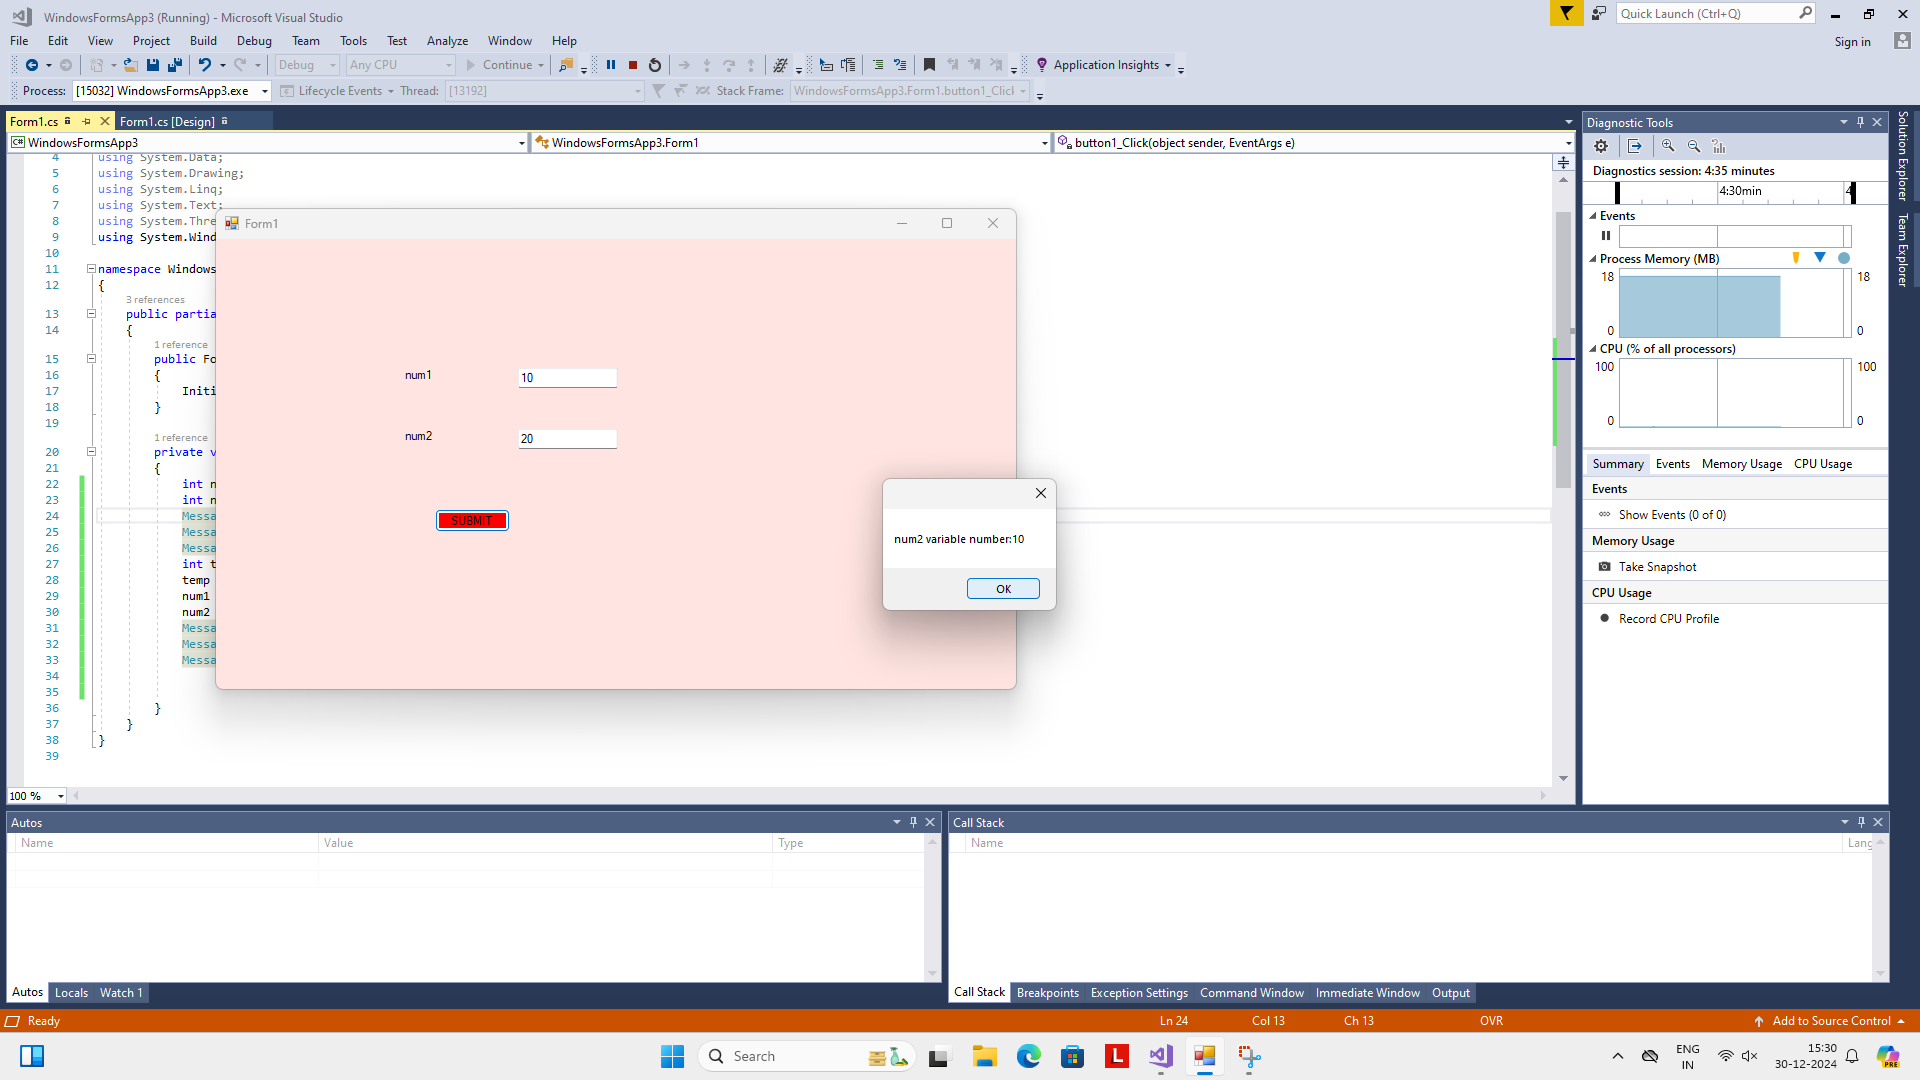 WindowsFormsApp3 (Running) - Microsoft Visual Studio
Quick Launch (Ctrl+Q)
File Edit View Project Build Debug Team Tools Test Analyze Window Help
Sign in
Debug Any CPU Continue Application Insights
Process: [15032] WindowsFormsApp3.exe Lifecycle Events Thread: [13192] Stack Frame: WindowsFormsApp3.Form1.button1_Click
Form1.cs Form1.cs [Design]
WindowsFormsApp3 WindowsFormsApp3.Form1 button1_Click(object sender, EventArgs e)
4 using System.Data;
5 using System.Drawing;
6 using System.Linq;
7 using System.Text;
8 using System.Thre
9 using System.Wind
10
11 namespace Windows
12 {
3 references
13 public partia
14 {
1 reference
15 public Fo
16 {
17 Initi
18 }
19
1 reference
20 private v
21 {
22 int n
23 int n
24 Messa
25 Messa
26 Messa
27 int t
28 temp
29 num1
30 num2
31 Messa
32 Messa
33 Messa
34
35
36 }
37 }
38 }
39
100 %
Form1
num1 10
num2 20
SUBMIT
num2 variable number:10
OK
Diagnostic Tools
Diagnostics session: 4:35 minutes
4:30min 4
Events
Process Memory (MB)
18 18
0 0
CPU (% of all processors)
100 100
0 0
Summary Events Memory Usage CPU Usage
Events
Show Events (0 of 0)
Memory Usage
Take Snapshot
CPU Usage
Record CPU Profile
Solution Explorer
Team Explorer
Autos
Name Value Type
Autos Locals Watch 1
Call Stack
Name Lang
Call Stack Breakpoints Exception Settings Command Window Immediate Window Output
Ready Ln 24 Col 13 Ch 13 OVR Add to Source Control
Search
L
PRE
ENG
IN
15:30
30-12-2024